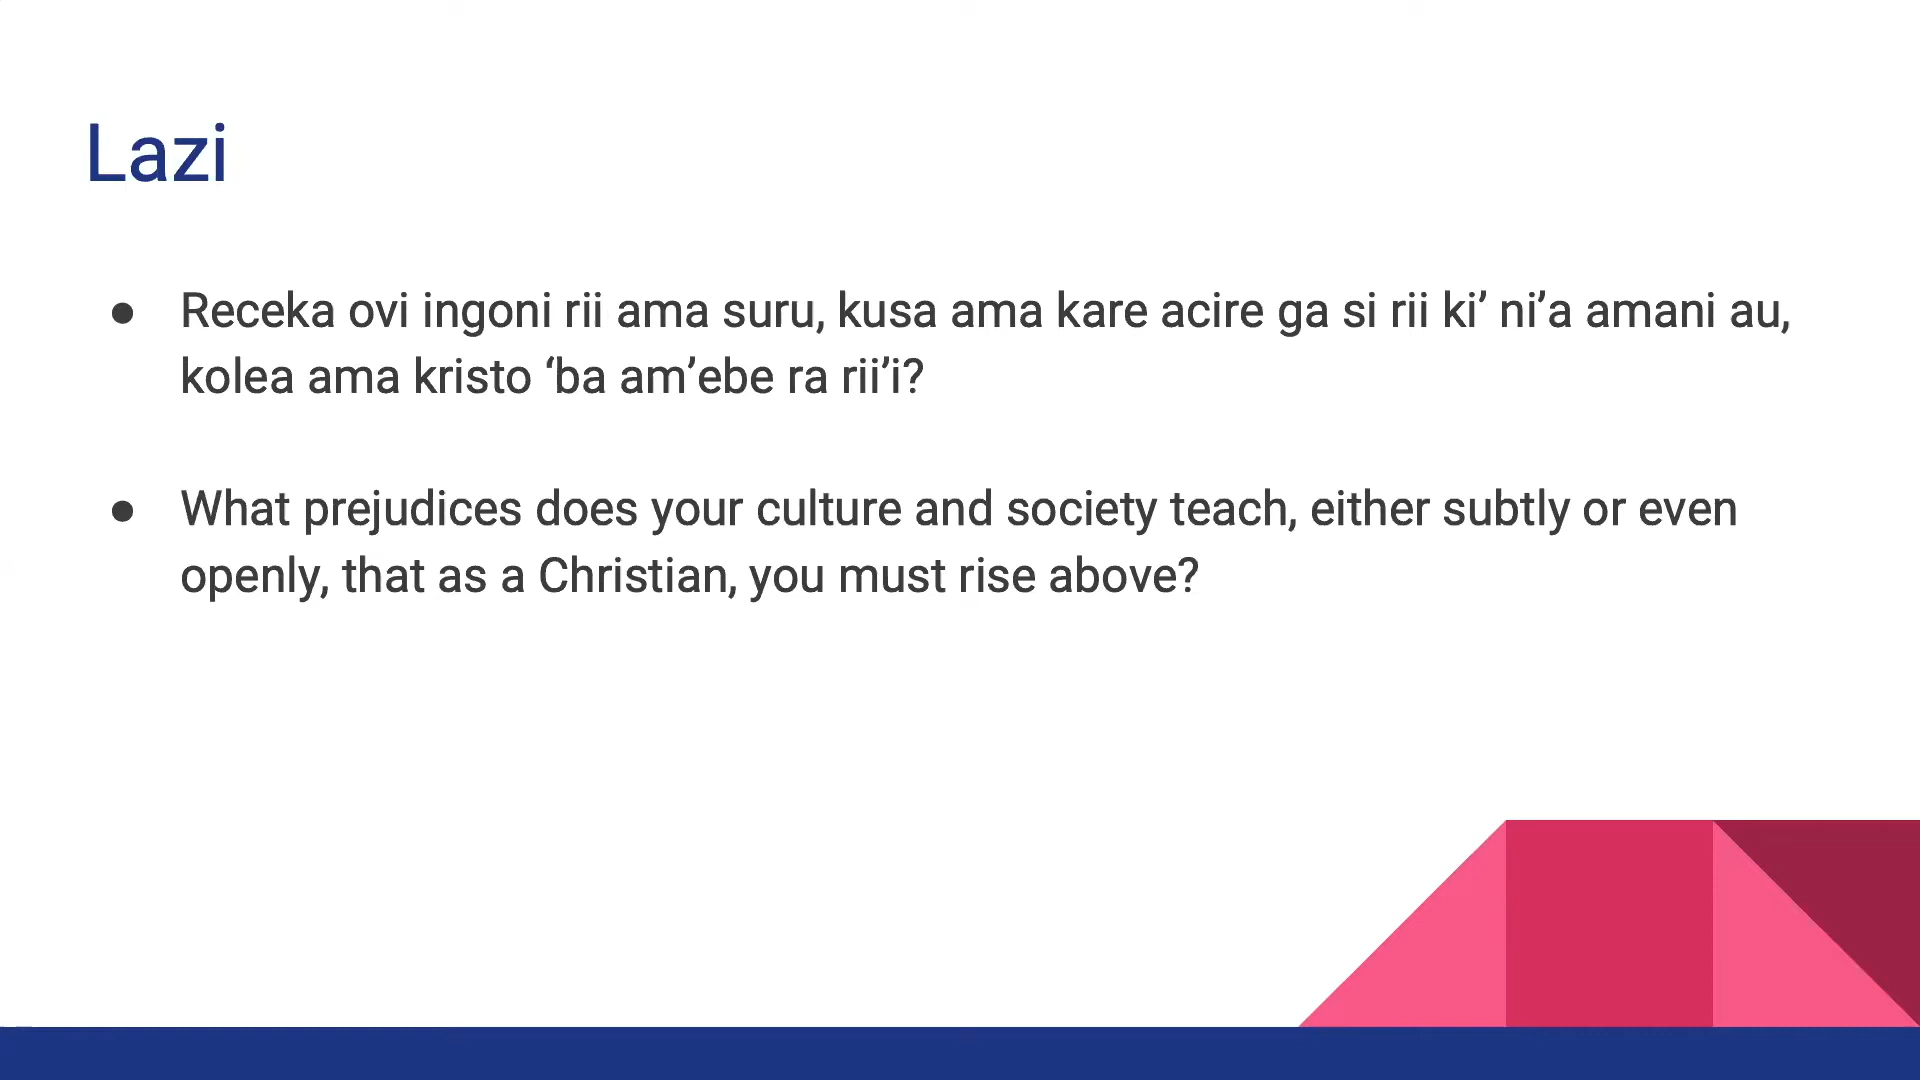 Lazi
● Receka ovi ingoni rii ama suru, kusa ama kare acire ga si rii ki’ ni’a amani au,
kolea ama kristo ‘ba am’ebe ra rii’i?
● What prejudices does your culture and society teach, either subtly or even
openly, that as a Christian, you must rise above?